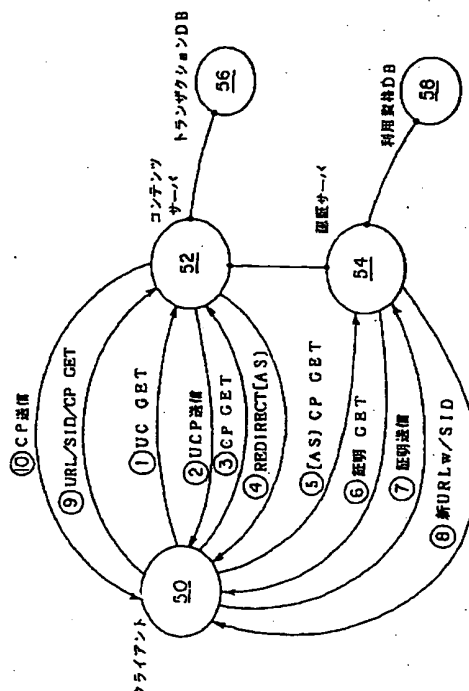 クライアント
50
コンテンツ
サーバ
52
トランザクションDB
56
認証サーバ
54
利用資格DB
58
⑩CP送信
⑨URL/SID/CP GET
①UC GET
②UCP送信
③CP GET
④REDIRECT[AS]
⑤[AS]CP GET
⑥証明 GET
⑦証明送信
⑧新URLw/SID